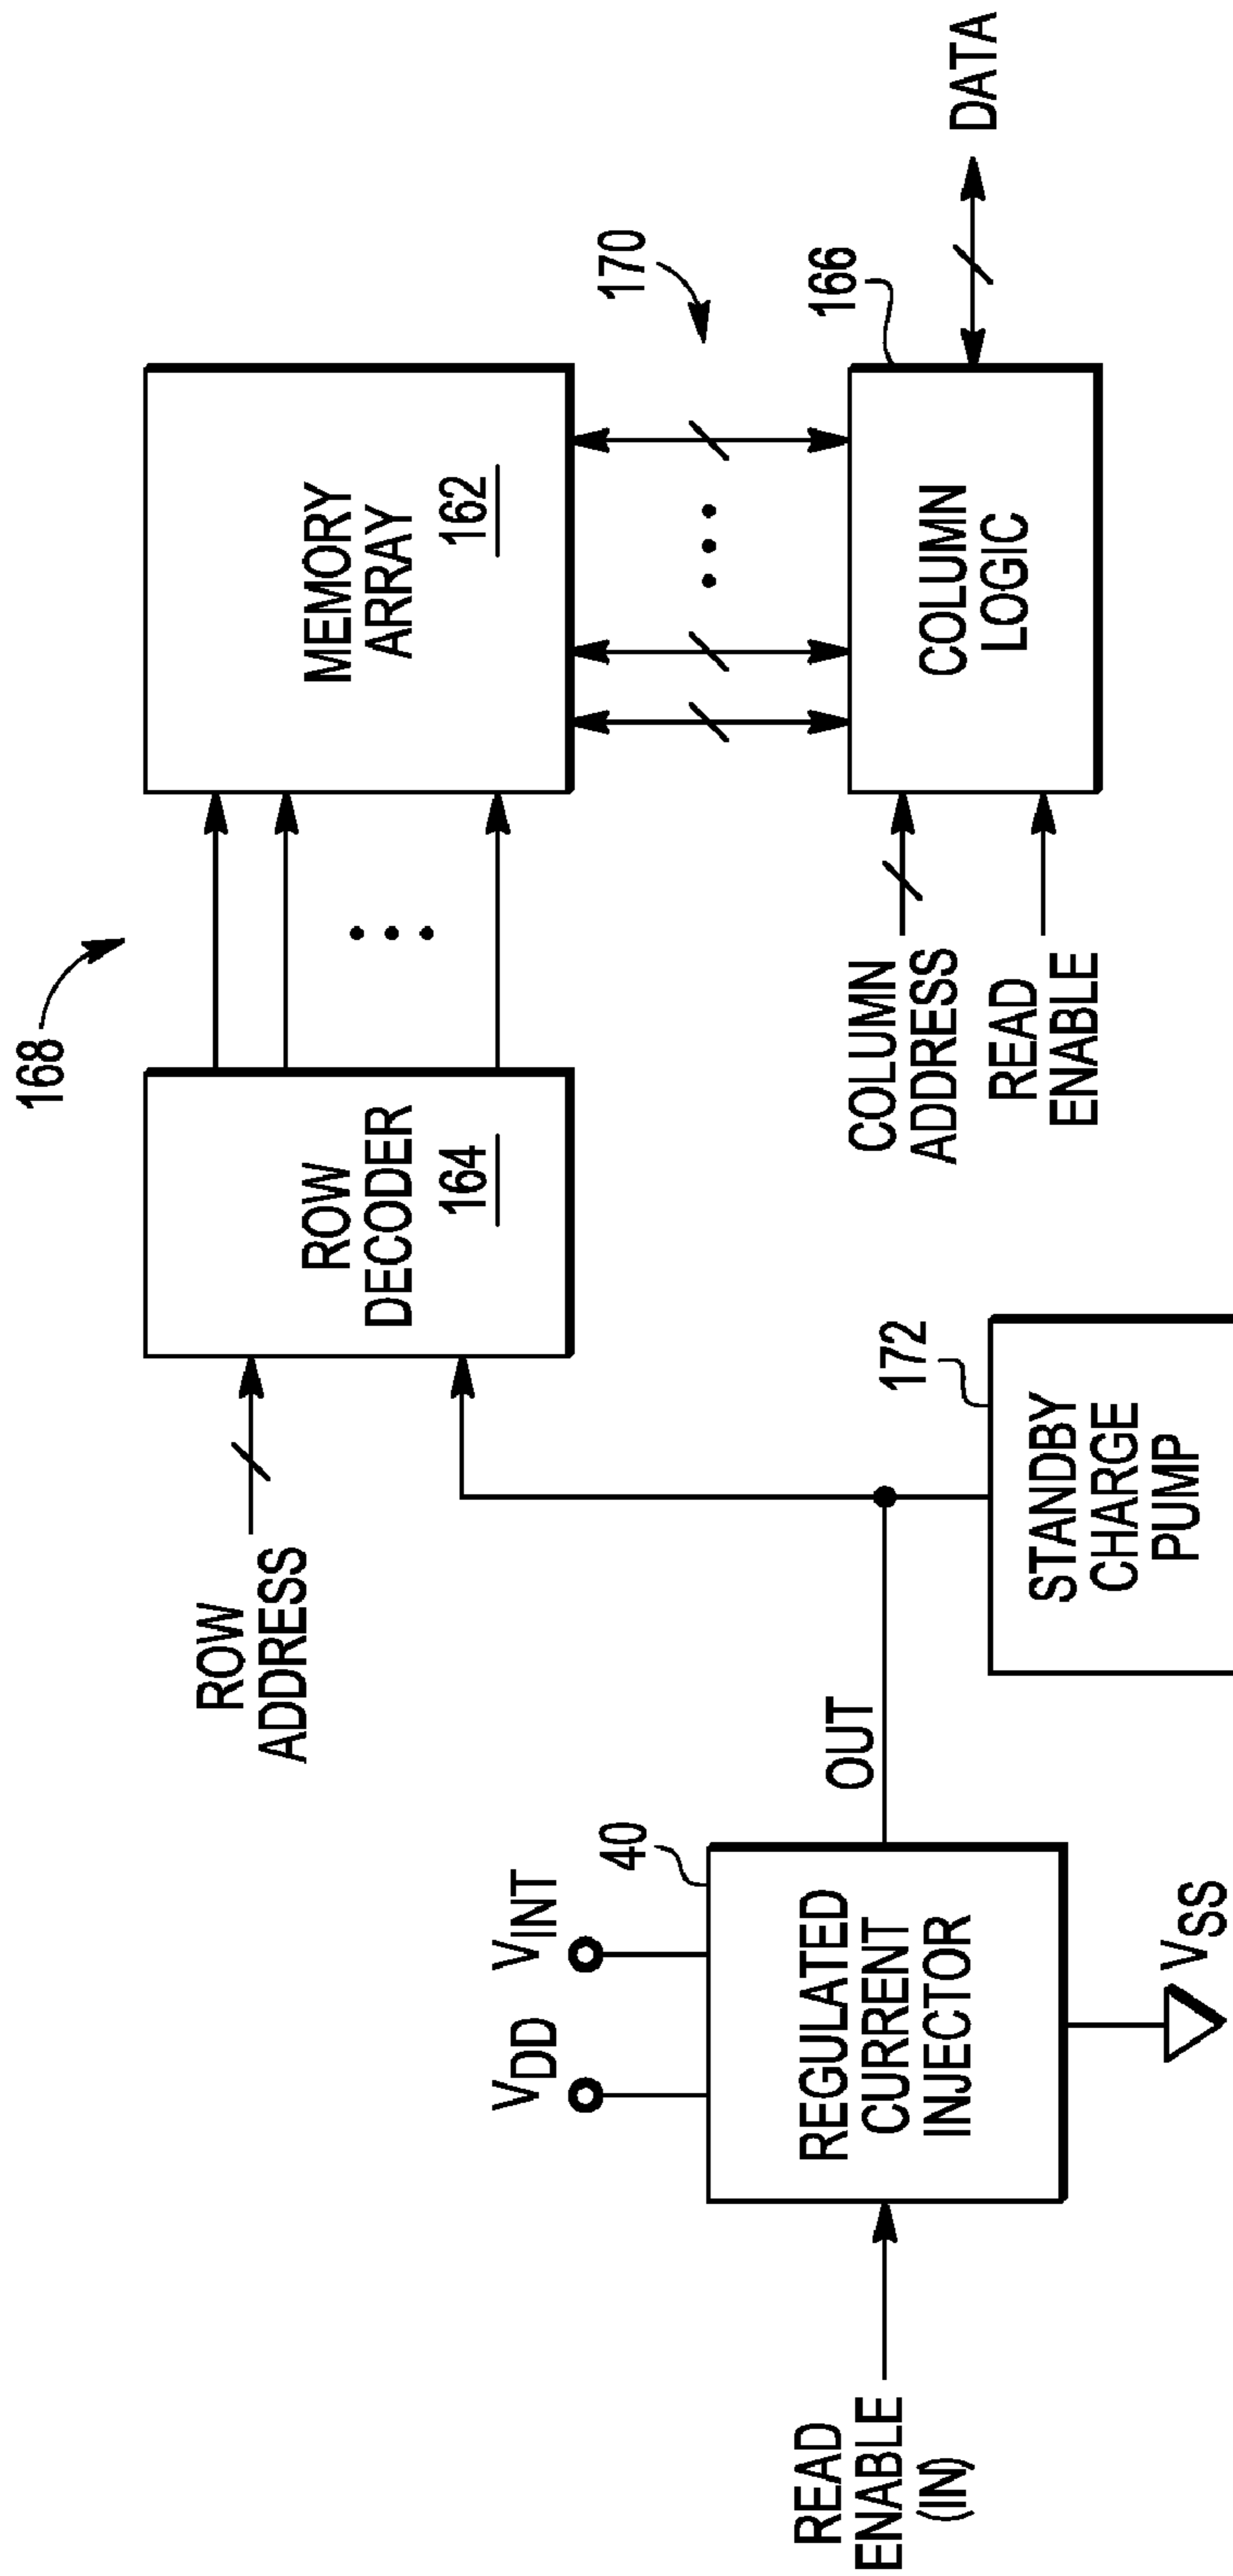 168
ROW
ADDRESS
ROW
DECODER
164
MEMORY
ARRAY
162
170
READ
ENABLE
(IN)
VDD
VINT
40
REGULATED
CURRENT
INJECTOR
VSS
OUT
172
STANDBY
CHARGE
PUMP
COLUMN
ADDRESS
READ
ENABLE
166
COLUMN
LOGIC
DATA